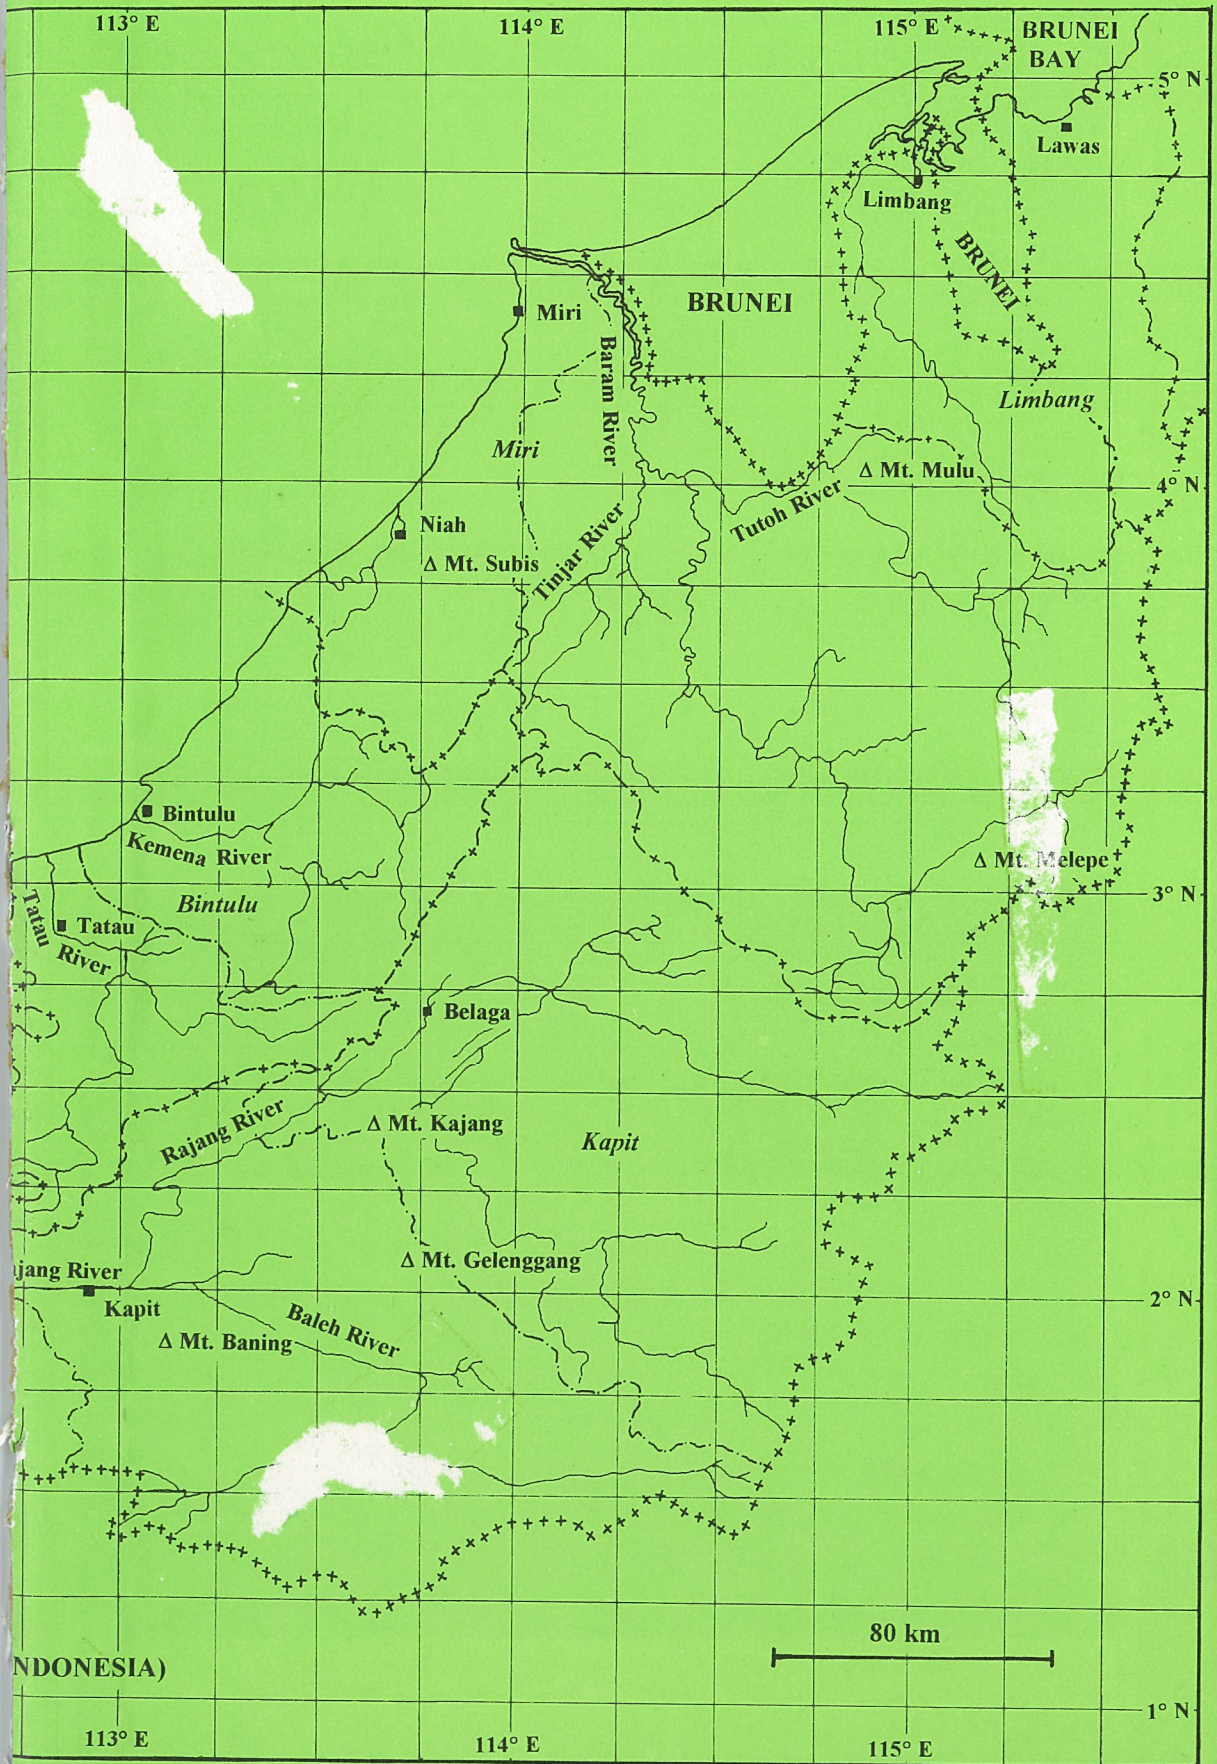 113° E
114° E
115° E
BRUNEI
BAY
5° N
Lawas
Limbang
BRUNEI
BRUNEI
Miri
Baram River
Limbang
Miri
Δ Mt. Mulu
4° N
Tutoh River
Niah
Δ Mt. Subis
Tinjar River
Bintulu
Kemena River
Δ Mt. Melepe
3° N
Bintulu
Tatau
River
Tatau
Belaga
Rajang River
Δ Mt. Kajang
Kapit
Δ Mt. Gelenggang
jang River
Kapit
2° N
Baleh River
Δ Mt. Baning
80 km
NDONESIA)
1° N
113° E
114° E
115° E